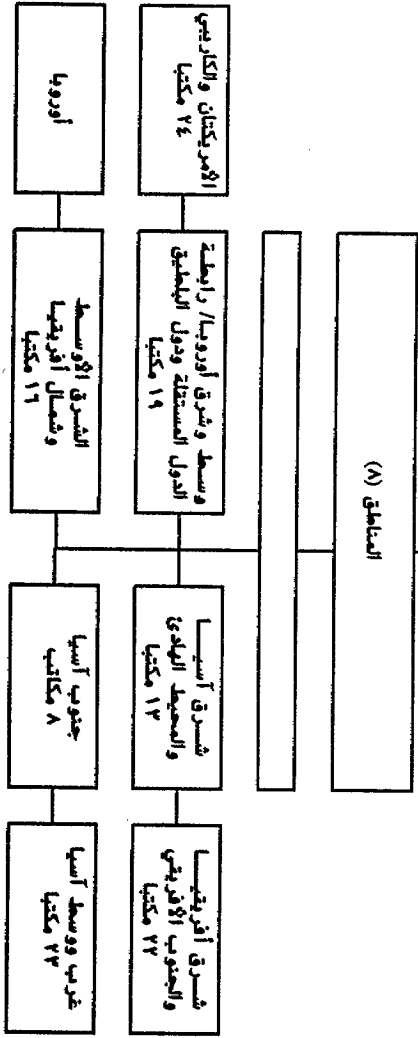 المناطق (٨)
شرق أفريقيا
والجنوب الأفريقي
٢٢ مكتبا
شرق آسيا
والمحيط الهادئ
١٣ مكتبا
وسط وشرق أوروبا/ رابطة
الدول المستقلة ودول البلطيق
١٩ مكتبا
الأمريكتان والكاريبي
٢٤ مكتبا
غرب ووسط آسيا
٢٣ مكتبا
جنوب آسيا
٨ مكاتب
الشرق الأوسط
وشمال أفريقيا
١٦ مكتبا
أوروبا